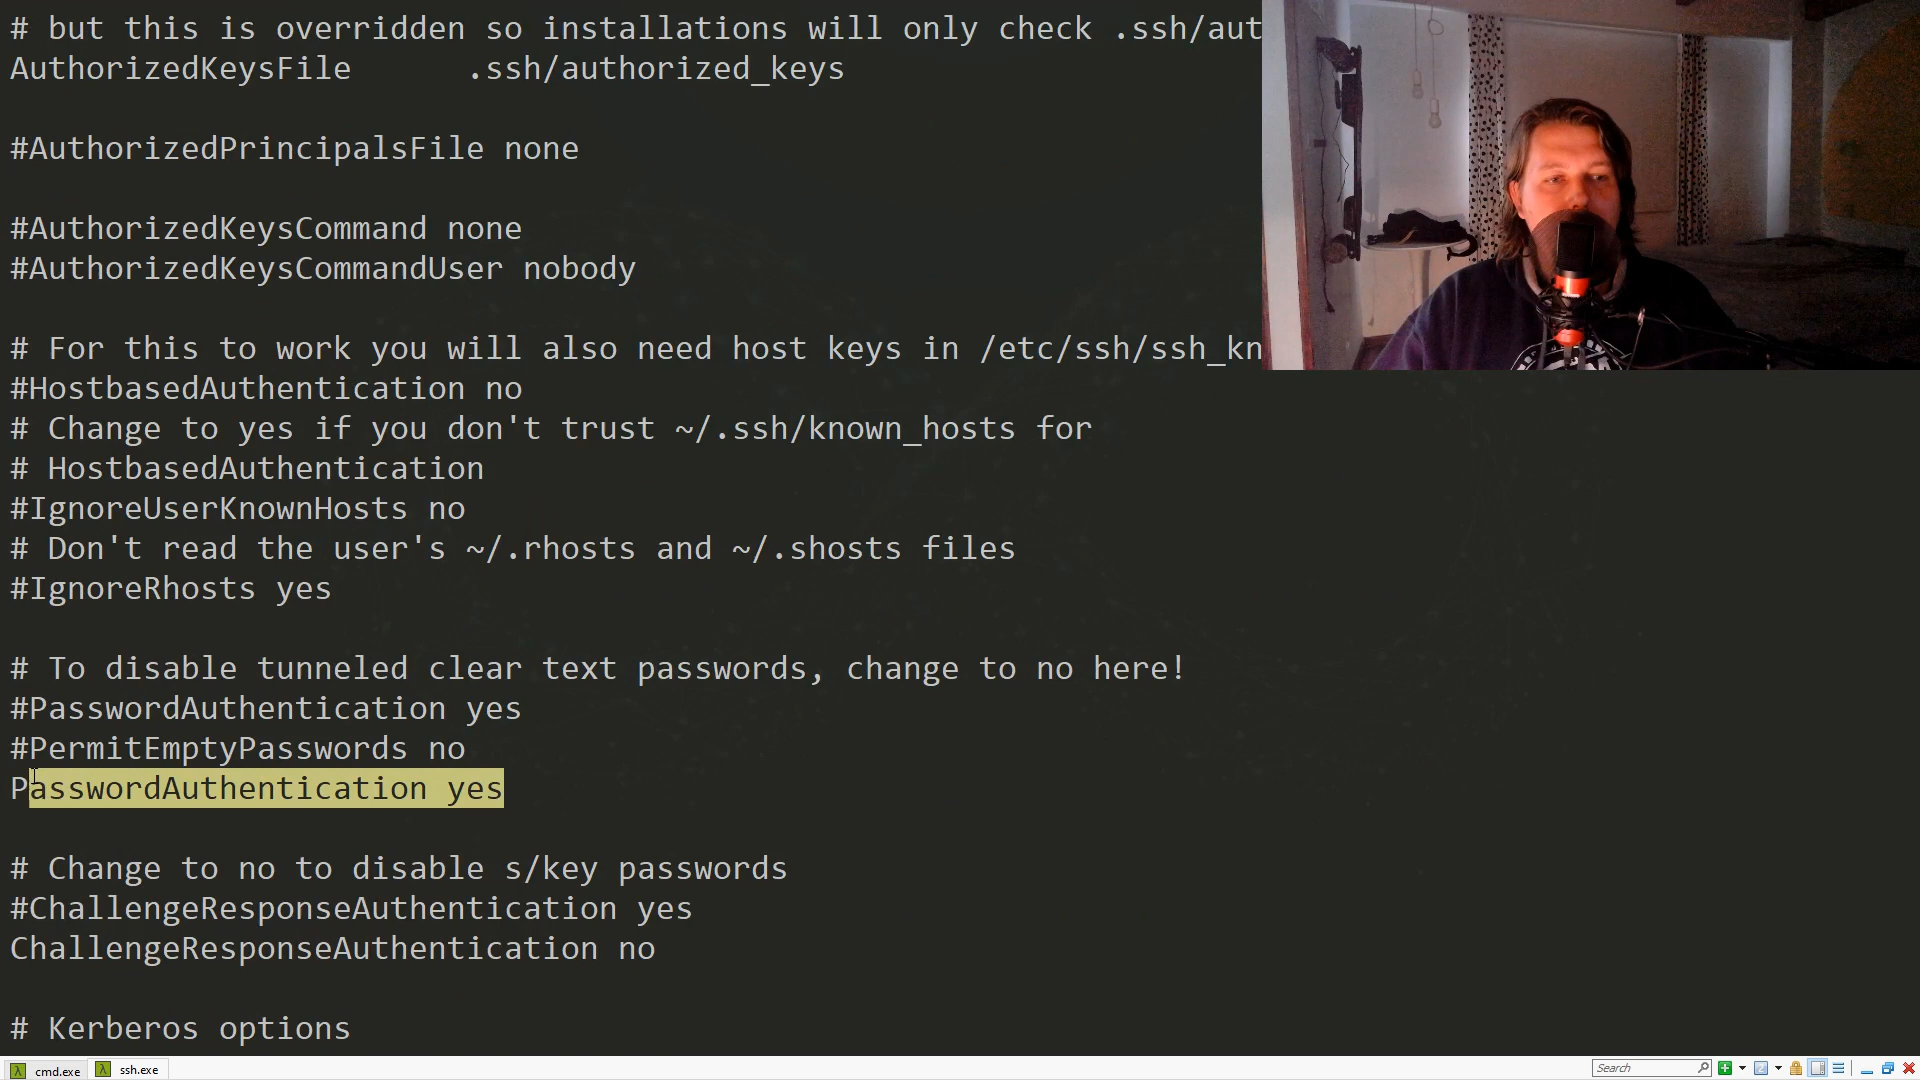 # but this is overridden so installations will only check .ssh/aut
AuthorizedKeysFile .ssh/authorized_keys
#AuthorizedPrincipalsFile none
#AuthorizedKeysCommand none
#AuthorizedKeysCommandUser nobody
# For this to work you will also need host keys in /etc/ssh/ssh_kn
#HostbasedAuthentication no
# Change to yes if you don't trust ~/.ssh/known_hosts for
# HostbasedAuthentication
#IgnoreUserKnownHosts no
# Don't read the user's ~/.rhosts and ~/.shosts files
#IgnoreRhosts yes
# To disable tunneled clear text passwords, change to no here!
#PasswordAuthentication yes
#PermitEmptyPasswords no
PasswordAuthentication yes
# Change to no to disable s/key passwords
#ChallengeResponseAuthentication yes
ChallengeResponseAuthentication no
# Kerberos options
cmd.exe ssh.exe Search